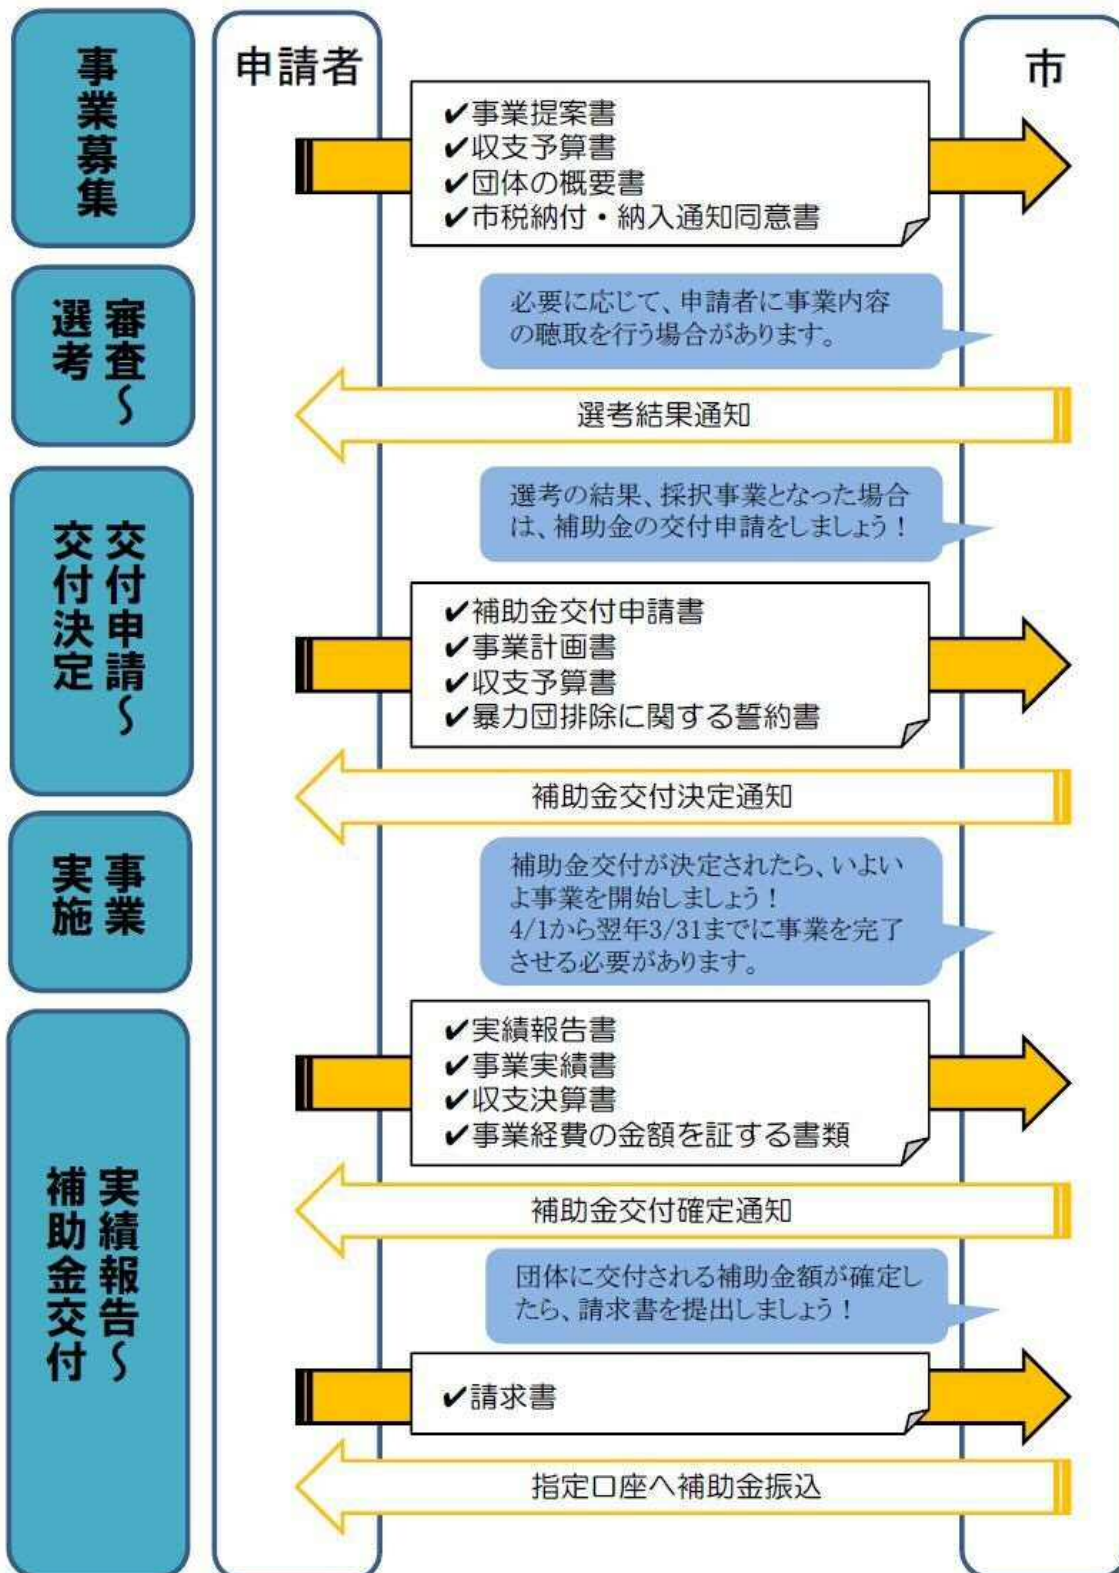 申請者
市
事業募集
✔事業提案書
✔収支予算書
✔団体の概要書
✔市税納付・納入通知同意書
審査～
選考
必要に応じて、申請者に事業内容
の聴取を行う場合があります。
選考結果通知
交付申請～
交付決定
選考の結果、採択事業となった場合
は、補助金の交付申請をしましょう！
✔補助金交付申請書
✔事業計画書
✔収支予算書
✔暴力団排除に関する誓約書
補助金交付決定通知
事業
実施
補助金交付が決定されたら、いよい
よ事業を開始しましょう！
4/1から翌年3/31までに事業を完了
させる必要があります。
実績報告～
補助金交付
✔実績報告書
✔事業実績書
✔収支決算書
✔事業経費の金額を証する書類
補助金交付確定通知
団体に交付される補助金額が確定し
たら、請求書を提出しましょう！
✔請求書
指定口座へ補助金振込